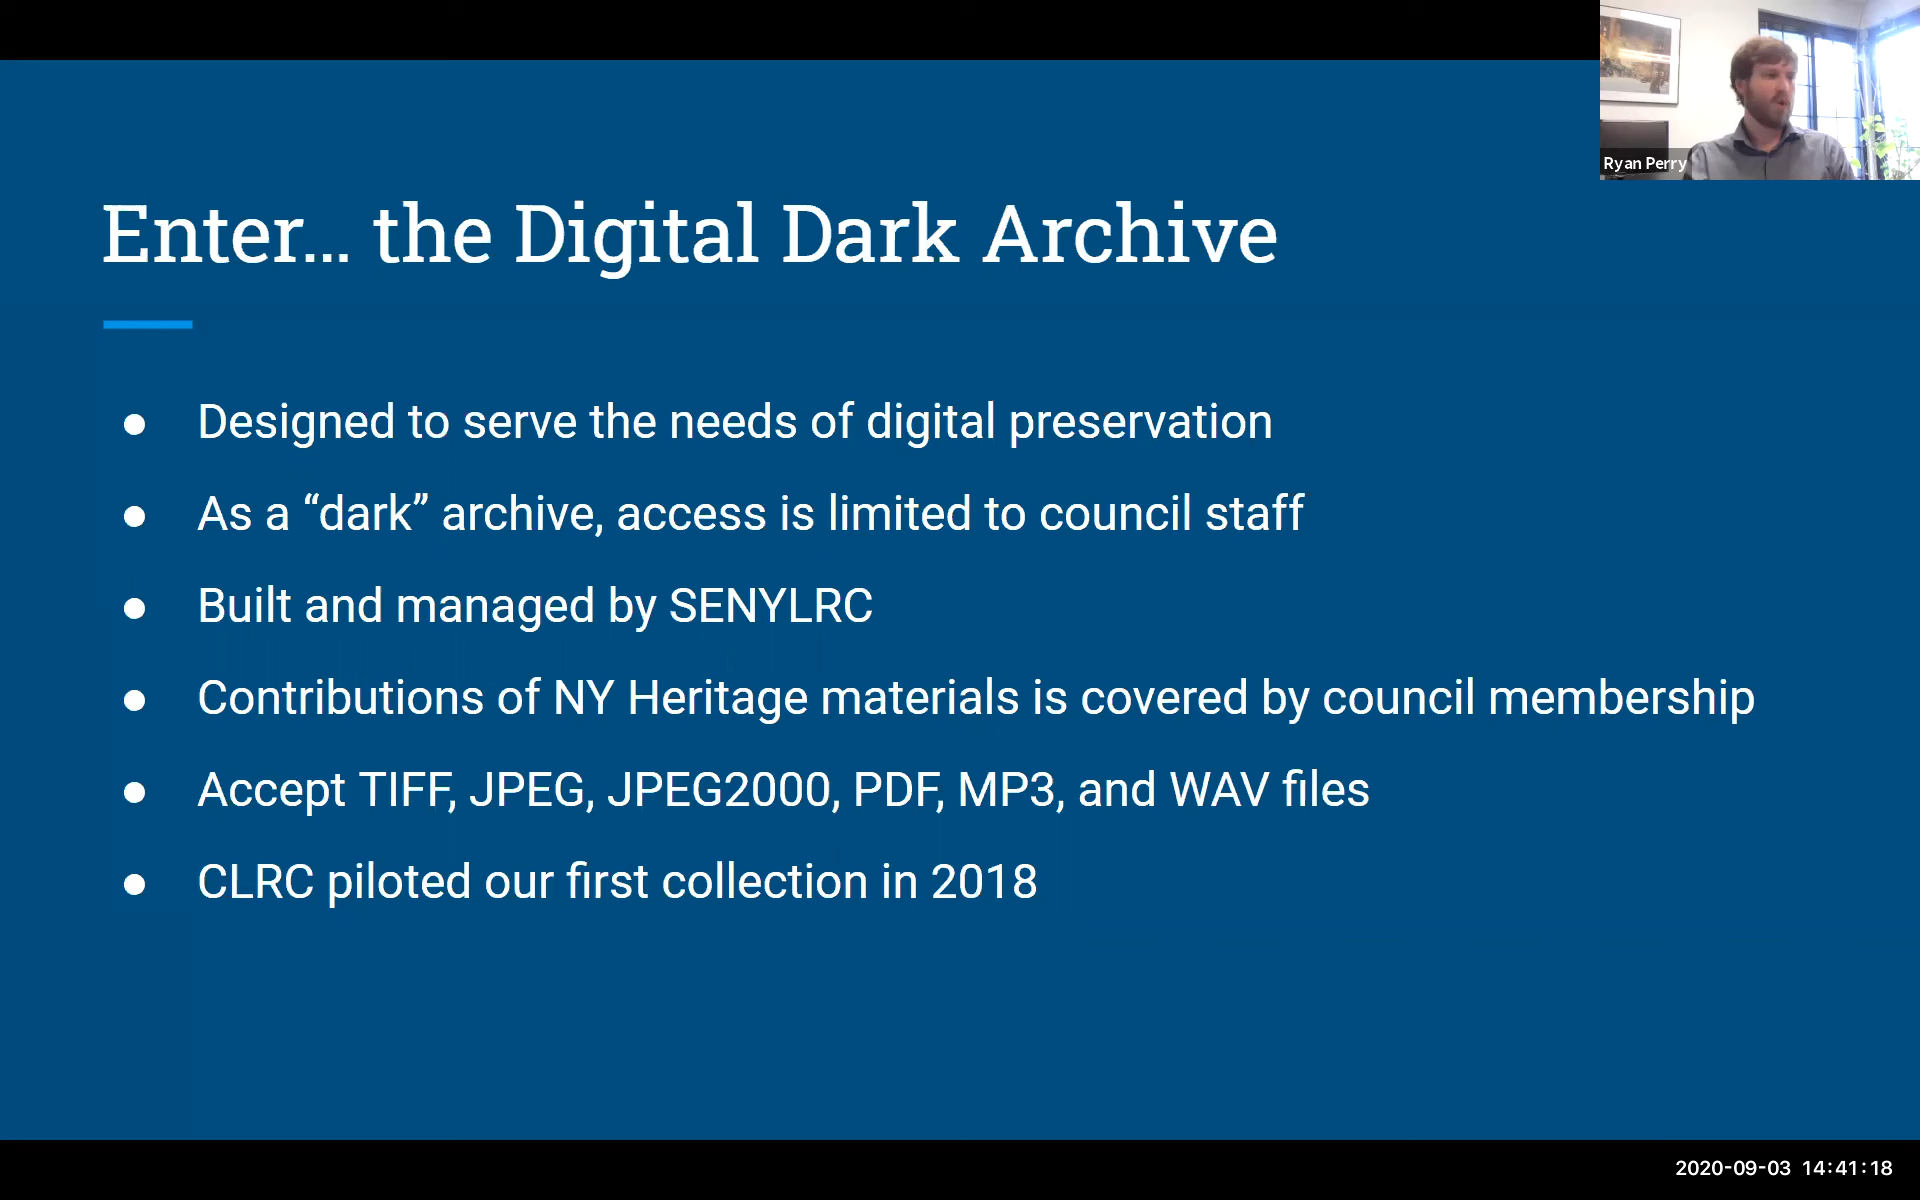 Ryan Perry
Enter... the Digital Dark Archive
● Designed to serve the needs of digital preservation
● As a “dark” archive, access is limited to council staff
● Built and managed by SENYLRC
● Contributions of NY Heritage materials is covered by council membership
● Accept TIFF, JPEG, JPEG2000, PDF, MP3, and WAV files
● CLRC piloted our first collection in 2018
2020-09-03 14:41:18